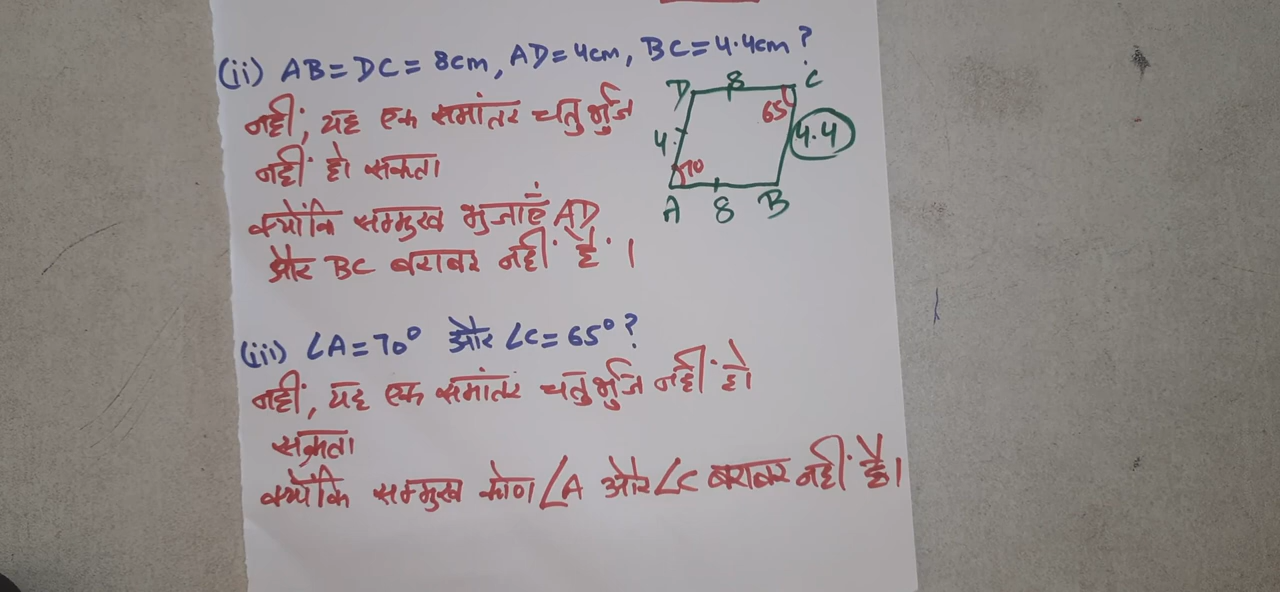 (ii) AB = DC = 8cm, AD = 4cm, BC = 4.4cm ?
नहीं, यह एक समांतर चतुर्भुज
नहीं हो सकता
क्योंकि सम्मुख भुजाएँ AD
और BC बराबर नहीं हैं ।
D 8 C
65
4. 4.4
70
A 8 B
(iii) ∠A = 70° और ∠C = 65° ?
नहीं, यह एक समांतर चतुर्भुज नहीं हो
सकता
क्योंकि सम्मुख कोण ∠A और ∠C बराबर नहीं हैं।